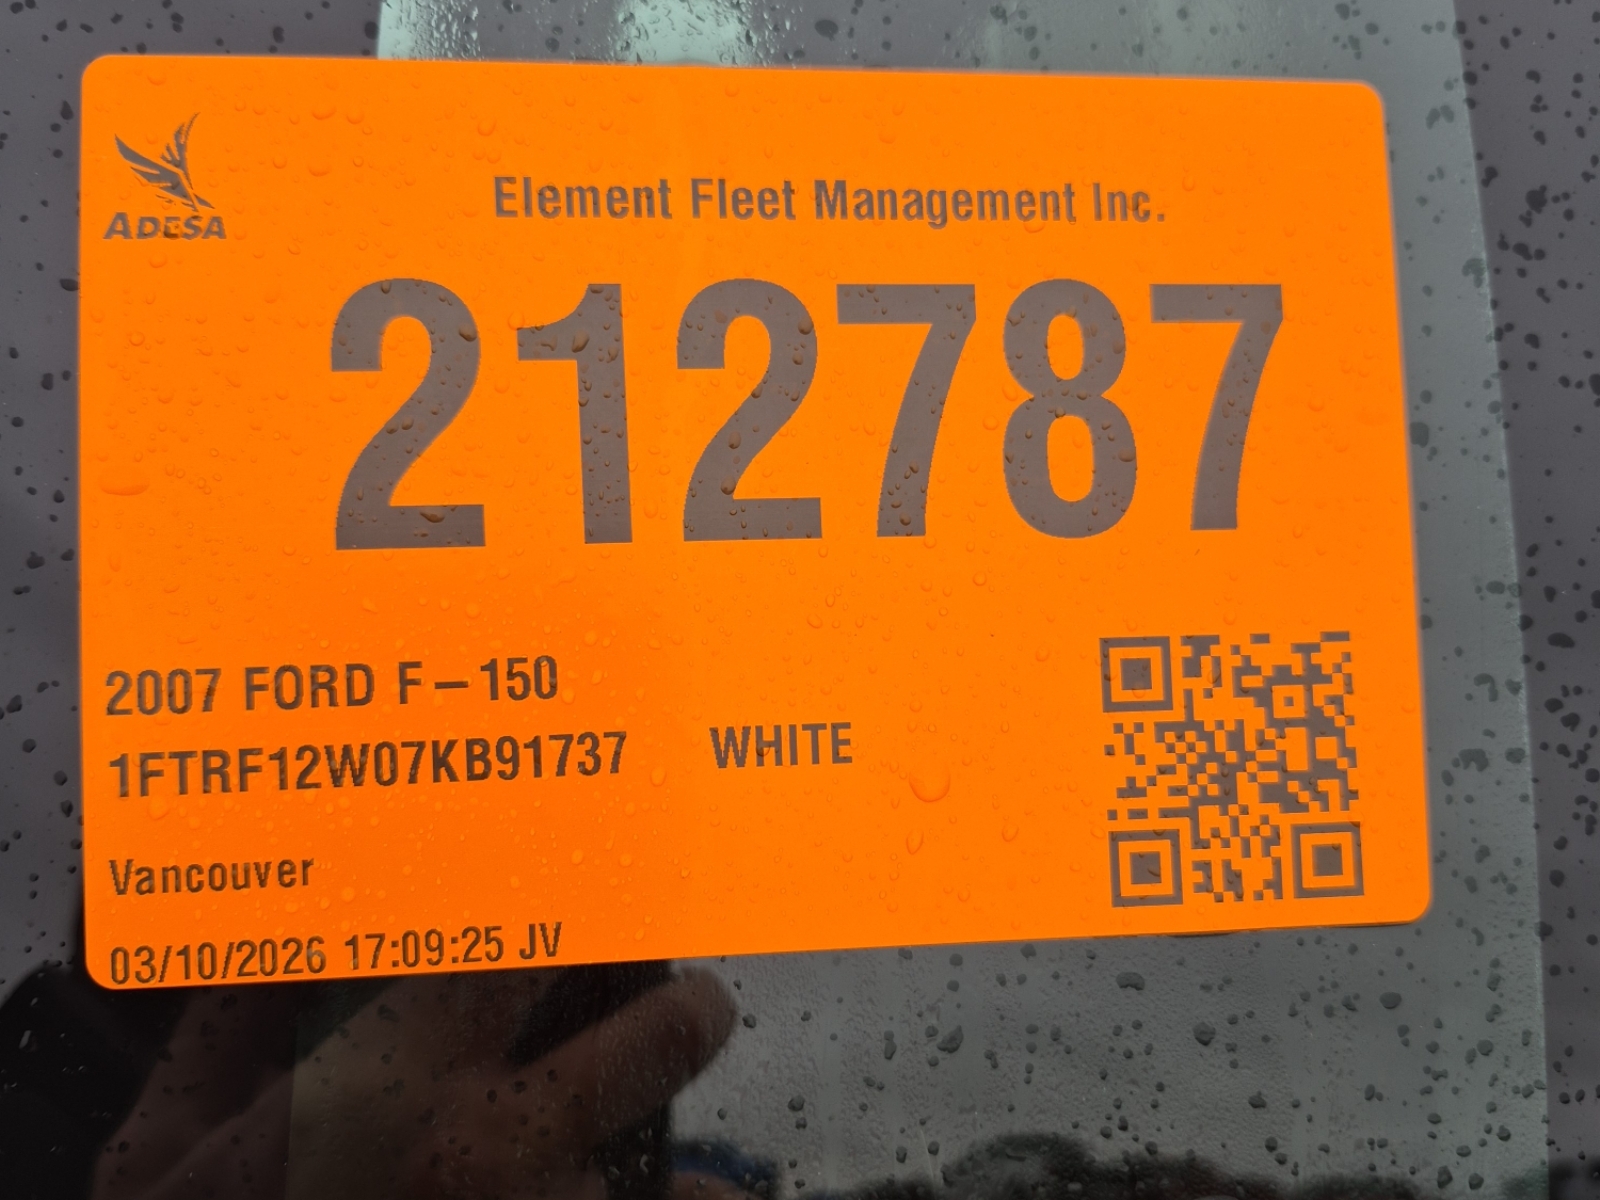 ADESA
Element Fleet Management Inc.
212787
2007 FORD F-150
1FTRF12W07KB91737 WHITE
Vancouver
03/10/2026 17:09:25 JV